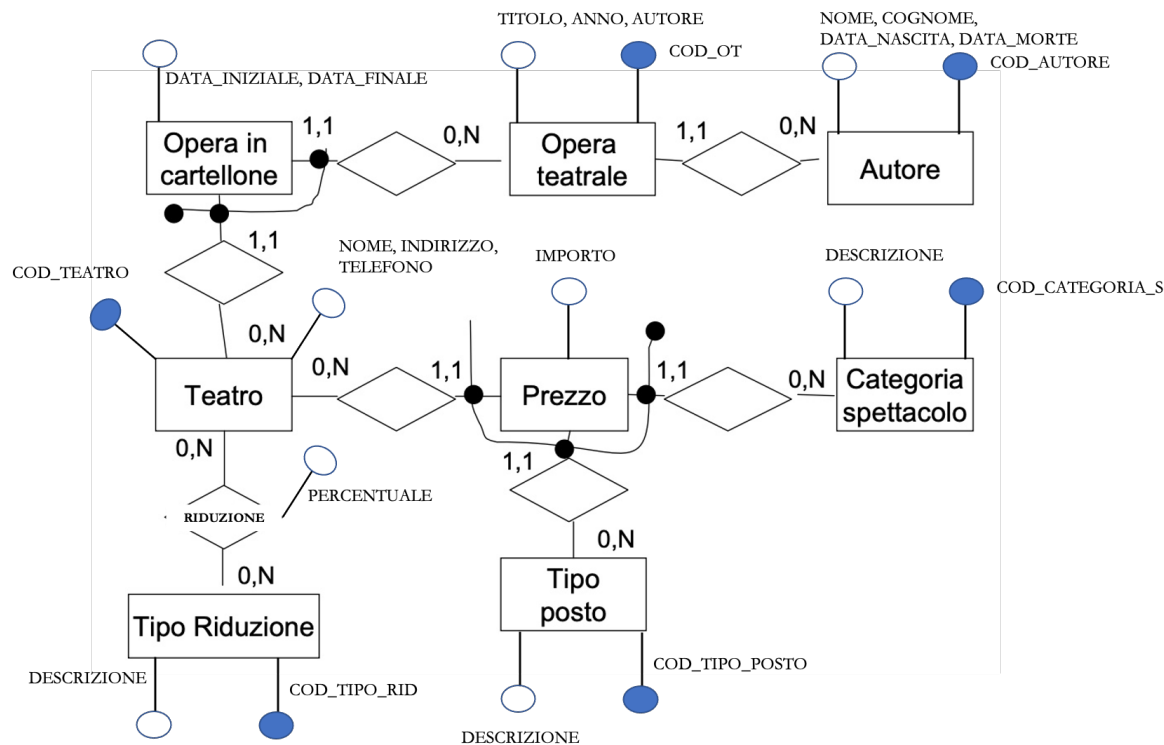 TITOLO, ANNO, AUTORE
COD_OT
NOME, COGNOME,
DATA_NASCITA, DATA_MORTE
COD_AUTORE
DATA_INIZIALE, DATA_FINALE
Opera in
cartellone
1,1
0,N
Opera
teatrale
1,1
0,N
Autore
1,1
NOME, INDIRIZZO,
TELEFONO
COD_TEATRO
IMPORTO
DESCRIZIONE
COD_CATEGORIA_S
0,N
Teatro
0,N
1,1
Prezzo
1,1
0,N
Categoria
spettacolo
0,N
1,1
PERCENTUALE
RIDUZIONE
0,N
0,N
Tipo
posto
Tipo Riduzione
DESCRIZIONE
COD_TIPO_RID
COD_TIPO_POSTO
DESCRIZIONE